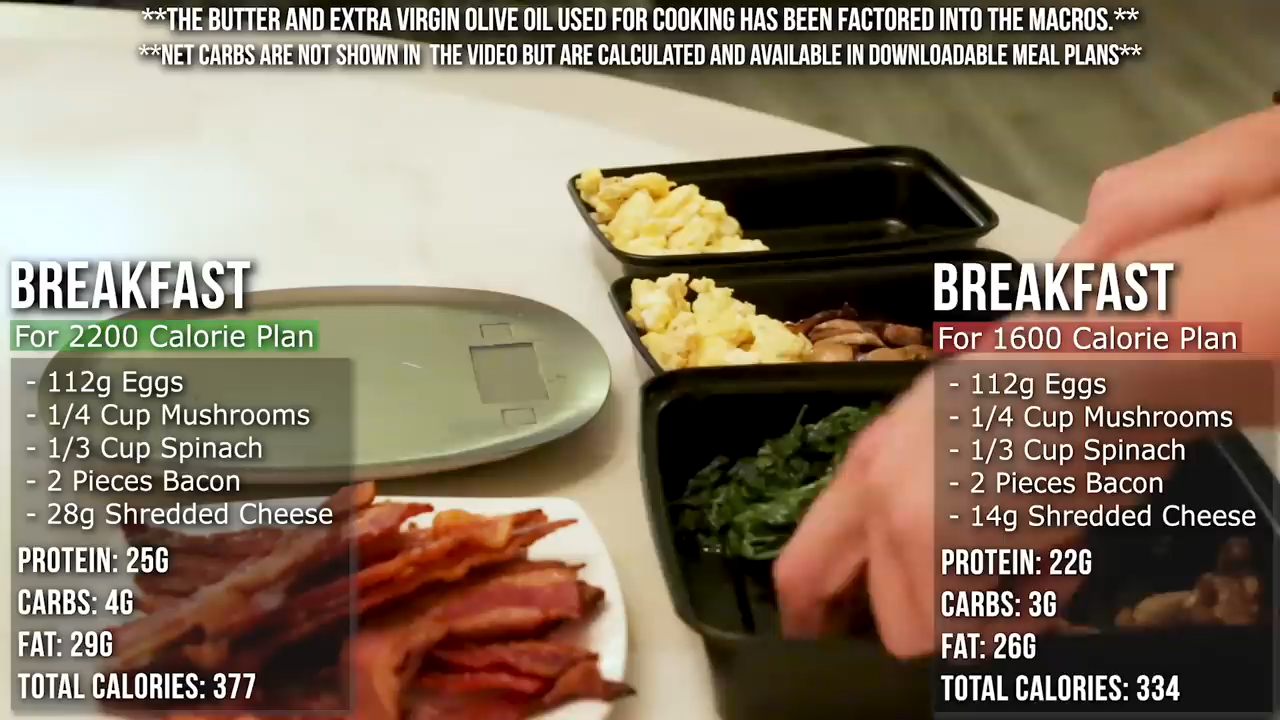 **THE BUTTER AND EXTRA VIRGIN OLIVE OIL USED FOR COOKING HAS BEEN FACTORED INTO THE MACROS.**
**NET CARBS ARE NOT SHOWN IN THE VIDEO BUT ARE CALCULATED AND AVAILABLE IN DOWNLOADABLE MEAL PLANS**
BREAKFAST
For 2200 Calorie Plan
- 112g Eggs
- 1/4 Cup Mushrooms
- 1/3 Cup Spinach
- 2 Pieces Bacon
- 28g Shredded Cheese
PROTEIN: 25G
CARBS: 4G
FAT: 29G
TOTAL CALORIES: 377
BREAKFAST
For 1600 Calorie Plan
- 112g Eggs
- 1/4 Cup Mushrooms
- 1/3 Cup Spinach
- 2 Pieces Bacon
- 14g Shredded Cheese
PROTEIN: 22G
CARBS: 3G
FAT: 26G
TOTAL CALORIES: 334